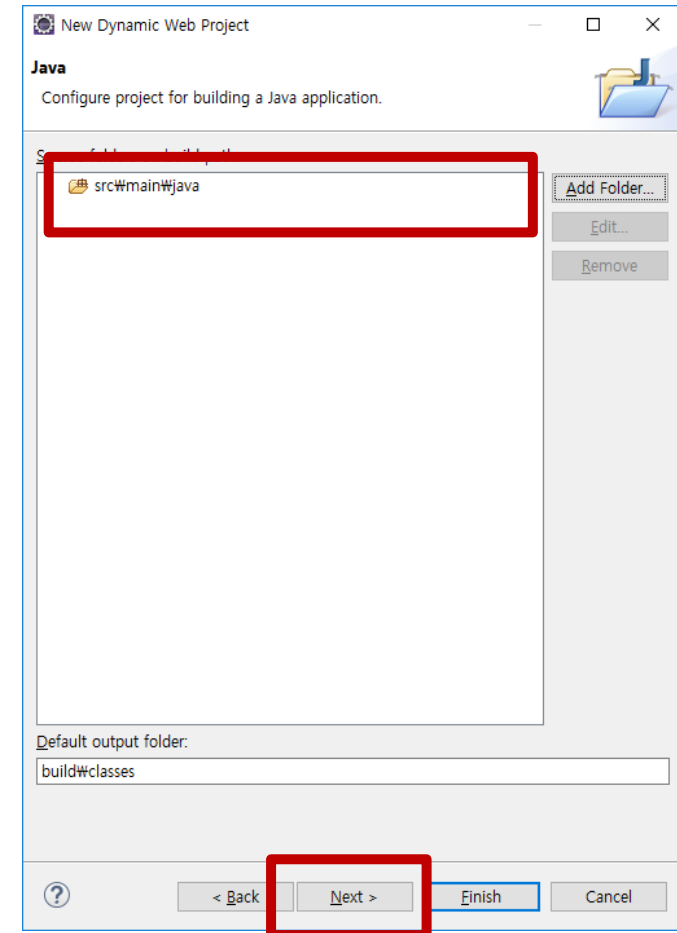 New Dynamic Web Project
Java
Configure project for building a Java application.
src₩main₩java
Add Folder...
Edit...
Remove
Default output folder:
build₩classes
< Back
Next >
Finish
Cancel